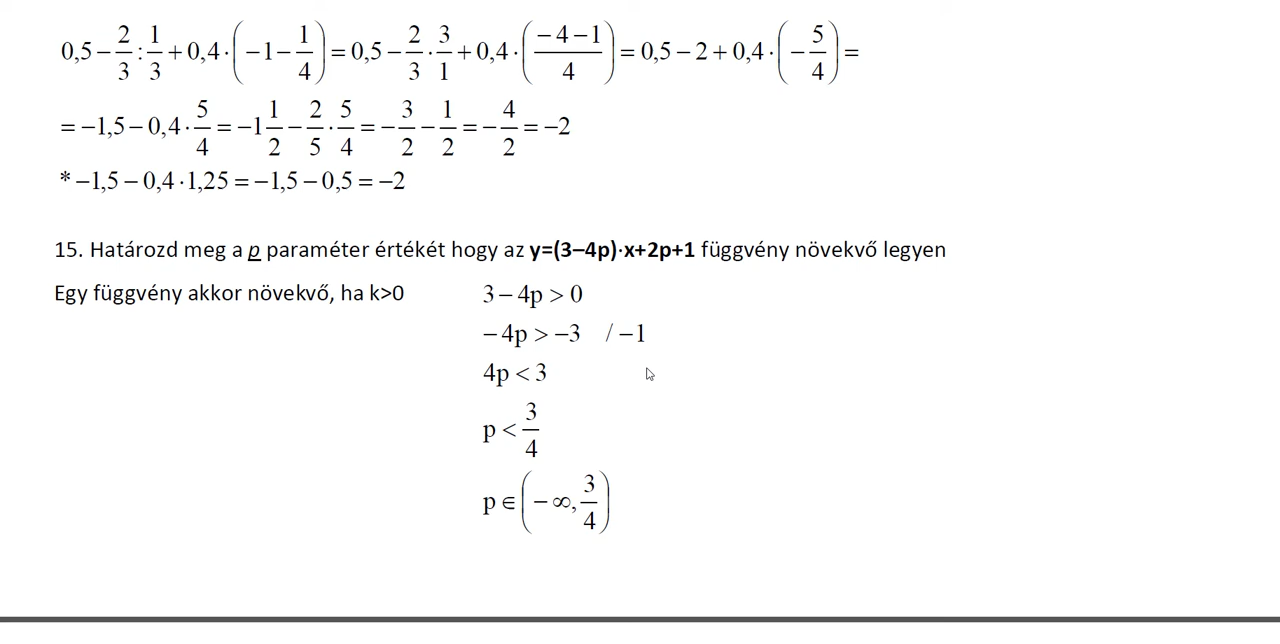 0,5 − 2/3 : 1/3 + 0,4 · (−1 − 1/4) = 0,5 − 2/3 · 3/1 + 0,4 · ((−4−1)/4) = 0,5 − 2 + 0,4 · (−5/4) =
= −1,5 − 0,4 · 5/4 = −1 1/2 − 2/5 · 5/4 = −3/2 − 1/2 = −4/2 = −2
* −1,5 − 0,4 · 1,25 = −1,5 − 0,5 = −2
15. Határozd meg a p paraméter értékét hogy az y=(3−4p)·x+2p+1 függvény növekvő legyen
Egy függvény akkor növekvő, ha k>0 3 − 4p > 0
− 4p > −3 / −1
4p < 3
p < 3/4
p ∈ (−∞, 3/4)